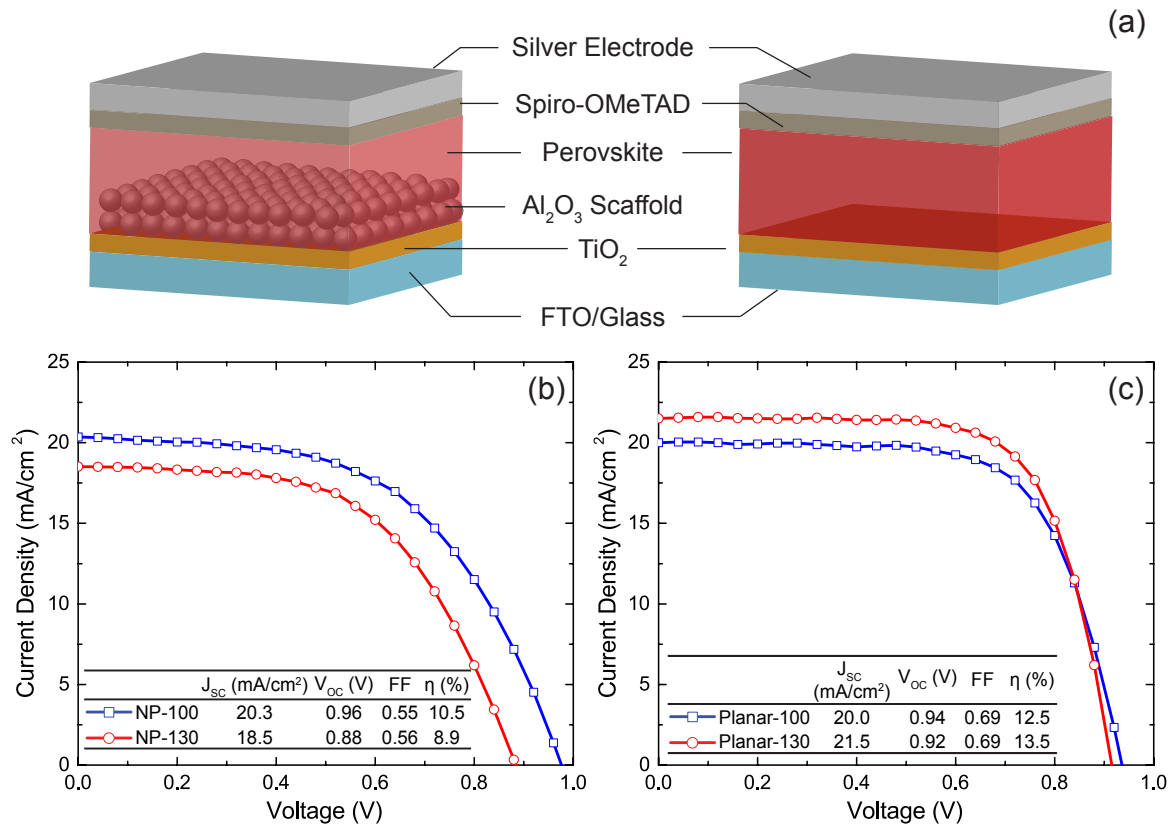 (a)
Silver Electrode
Spiro-OMeTAD
Perovskite
Al₂O₃ Scaffold
TiO₂
FTO/Glass
(b)
25
20
15
10
5
0
Current Density (mA/cm²)
J_SC (mA/cm²) V_OC (V) FF η (%)
NP-100 20.3 0.96 0.55 10.5
NP-130 18.5 0.88 0.56 8.9
0.0 0.2 0.4 0.6 0.8 1.0
Voltage (V)
(c)
25
20
15
10
5
0
Current Density (mA/cm²)
J_SC
(mA/cm²) V_OC (V) FF η (%)
Planar-100 20.0 0.94 0.69 12.5
Planar-130 21.5 0.92 0.69 13.5
0.0 0.2 0.4 0.6 0.8 1.0
Voltage (V)